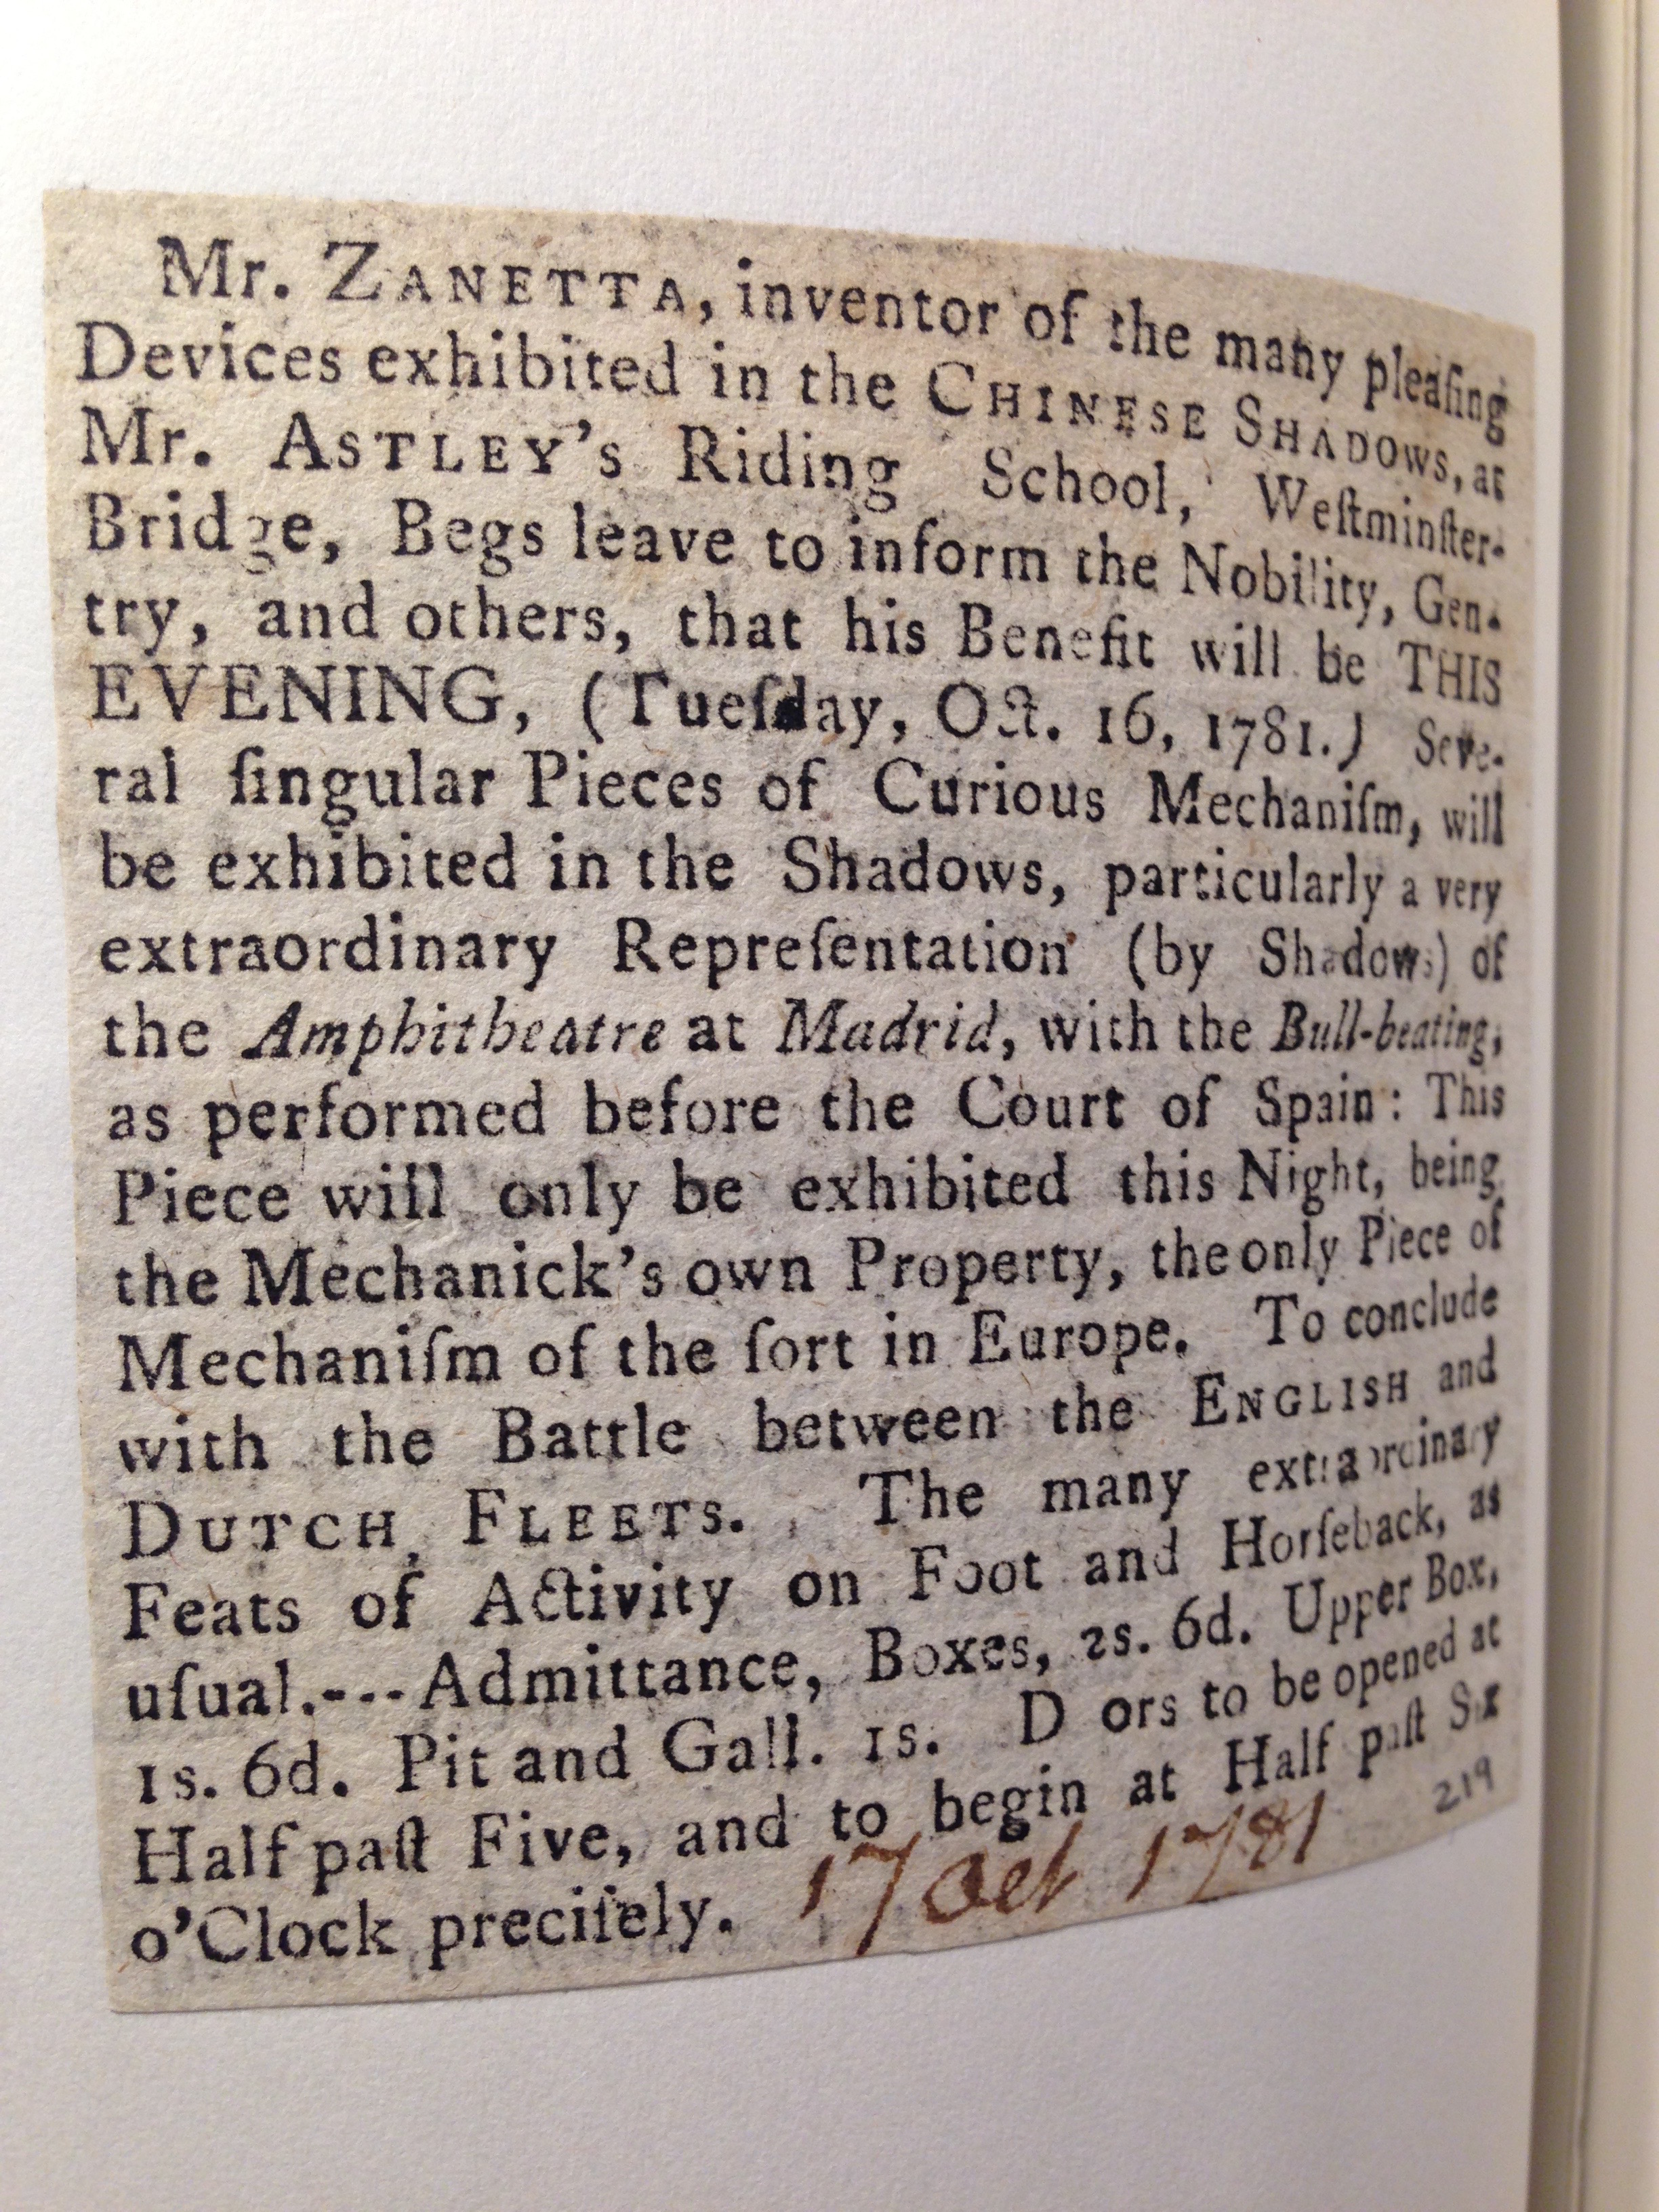 Mr. ZANETTA, inventor of the many pleaſing
Devices exhibited in the CHINESE SHADOWS, at
Mr. ASTLEY's Riding School, Weſtminſter-
Bridge, Begs leave to inform the Nobility, Gen-
try, and others, that his Benefit will be THIS
EVENING, (Tueſday, Oct. 16, 1781.) Seve-
ral ſingular Pieces of Curious Mechaniſm, will
be exhibited in the Shadows, particularly a very
extraordinary Repreſentation (by Shadows) of
the Amphitheatre at Madrid, with the Bull-beating,
as performed before the Court of Spain: This
Piece will only be exhibited this Night, being
the Mechanick's own Property, the only Piece of
Mechaniſm of the ſort in Europe. To conclude
with the Battle between the ENGLISH and
DUTCH FLEETS. The many extraordinary
Feats of Activity on Foot and Horſeback, as
uſual.---Admittance, Boxes, 2s. 6d. Upper Box,
1s. 6d. Pit and Gall. 1s. D ors to be opened at
Half paſt Five, and to begin at Half paſt Six
o'Clock preciſely.
17 Oct 1781
219